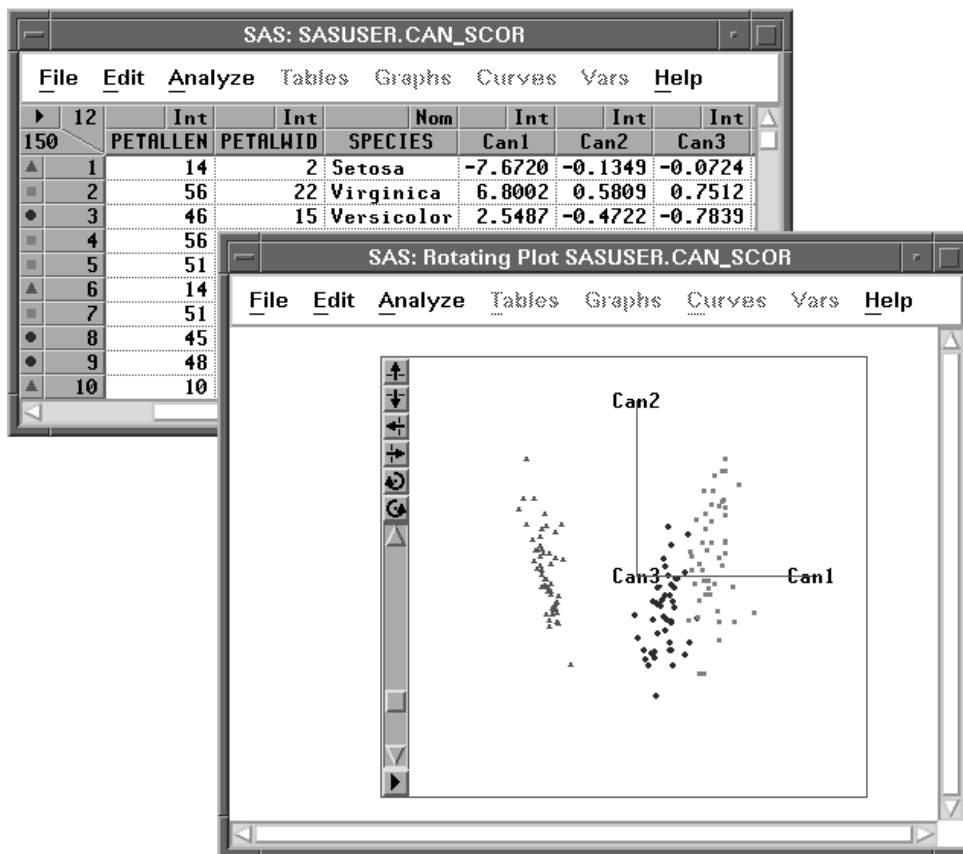 SAS: SASUSER.CAN_SCOR
File Edit Analyze Tables Graphs Curves Vars Help
12 Int Int Nom Int Int Int
150 PETALLEN PETALWID SPECIES Can1 Can2 Can3
1 14 2 Setosa -7.6720 -0.1349 -0.0724
2 56 22 Virginica 6.8002 0.5809 0.7512
3 46 15 Versicolor 2.5487 -0.4722 -0.7839
4 56
5 51
6 14
7 51
8 45
9 48
10 10
SAS: Rotating Plot SASUSER.CAN_SCOR
File Edit Analyze Tables Graphs Curves Vars Help
Can2
Can3 Can1